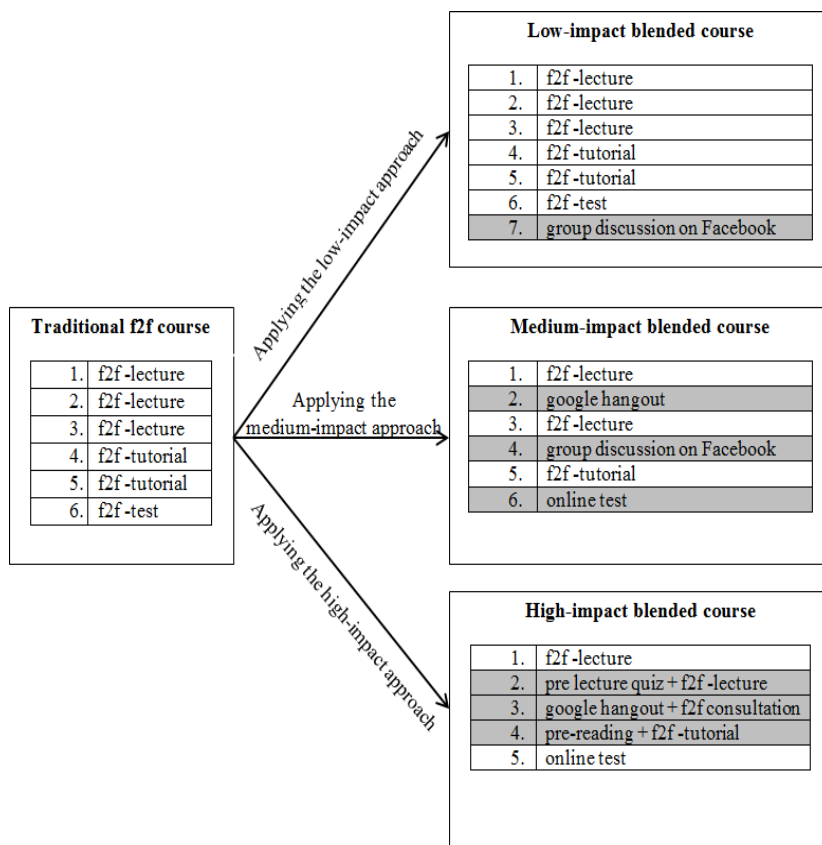 Low-impact blended course
1. f2f-lecture
2. f2f-lecture
3. f2f-lecture
4. f2f-tutorial
5. f2f-tutorial
6. f2f-test
7. group discussion on Facebook
Applying the low-impact approach
Traditional f2f course
1. f2f-lecture
2. f2f-lecture
3. f2f-lecture
4. f2f-tutorial
5. f2f-tutorial
6. f2f-test
Applying the
medium-impact approach
Medium-impact blended course
1. f2f-lecture
2. google hangout
3. f2f-lecture
4. group discussion on Facebook
5. f2f-tutorial
6. online test
Applying the high-impact approach
High-impact blended course
1. f2f-lecture
2. pre lecture quiz + f2f-lecture
3. google hangout + f2f consultation
4. pre-reading + f2f-tutorial
5. online test